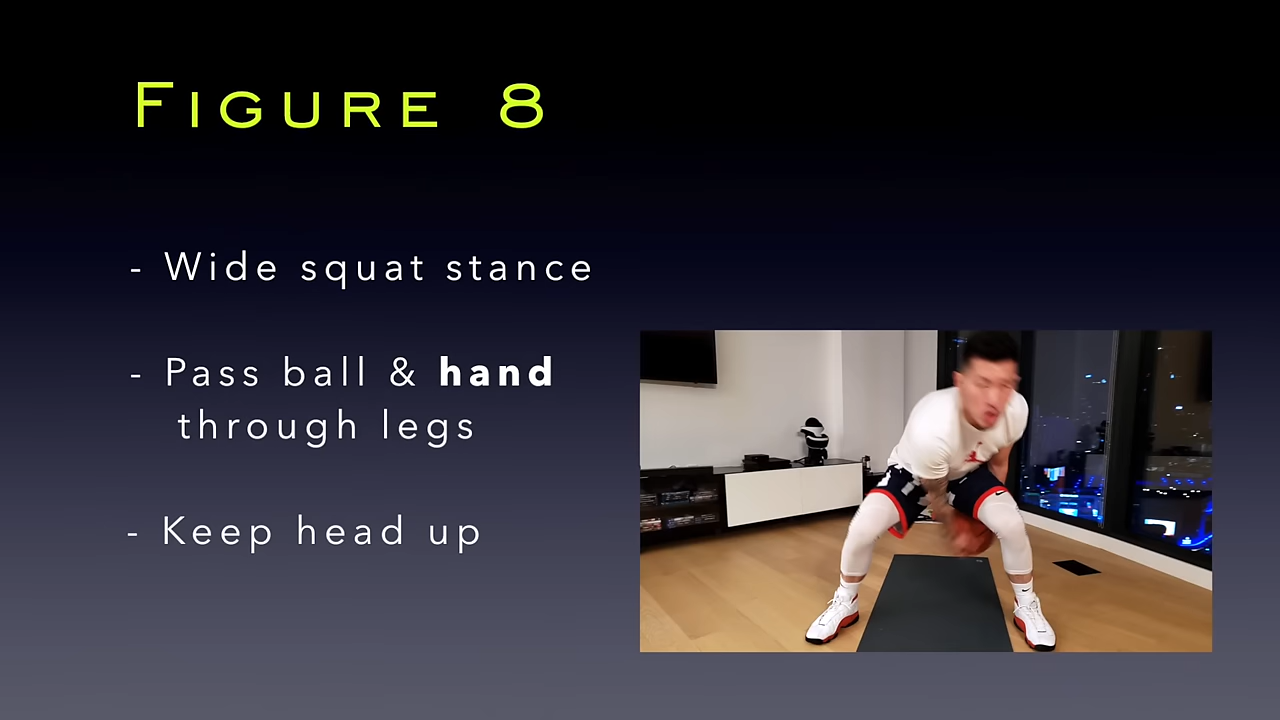 Figure 8
- Wide squat stance
- Pass ball & hand
through legs
- Keep head up